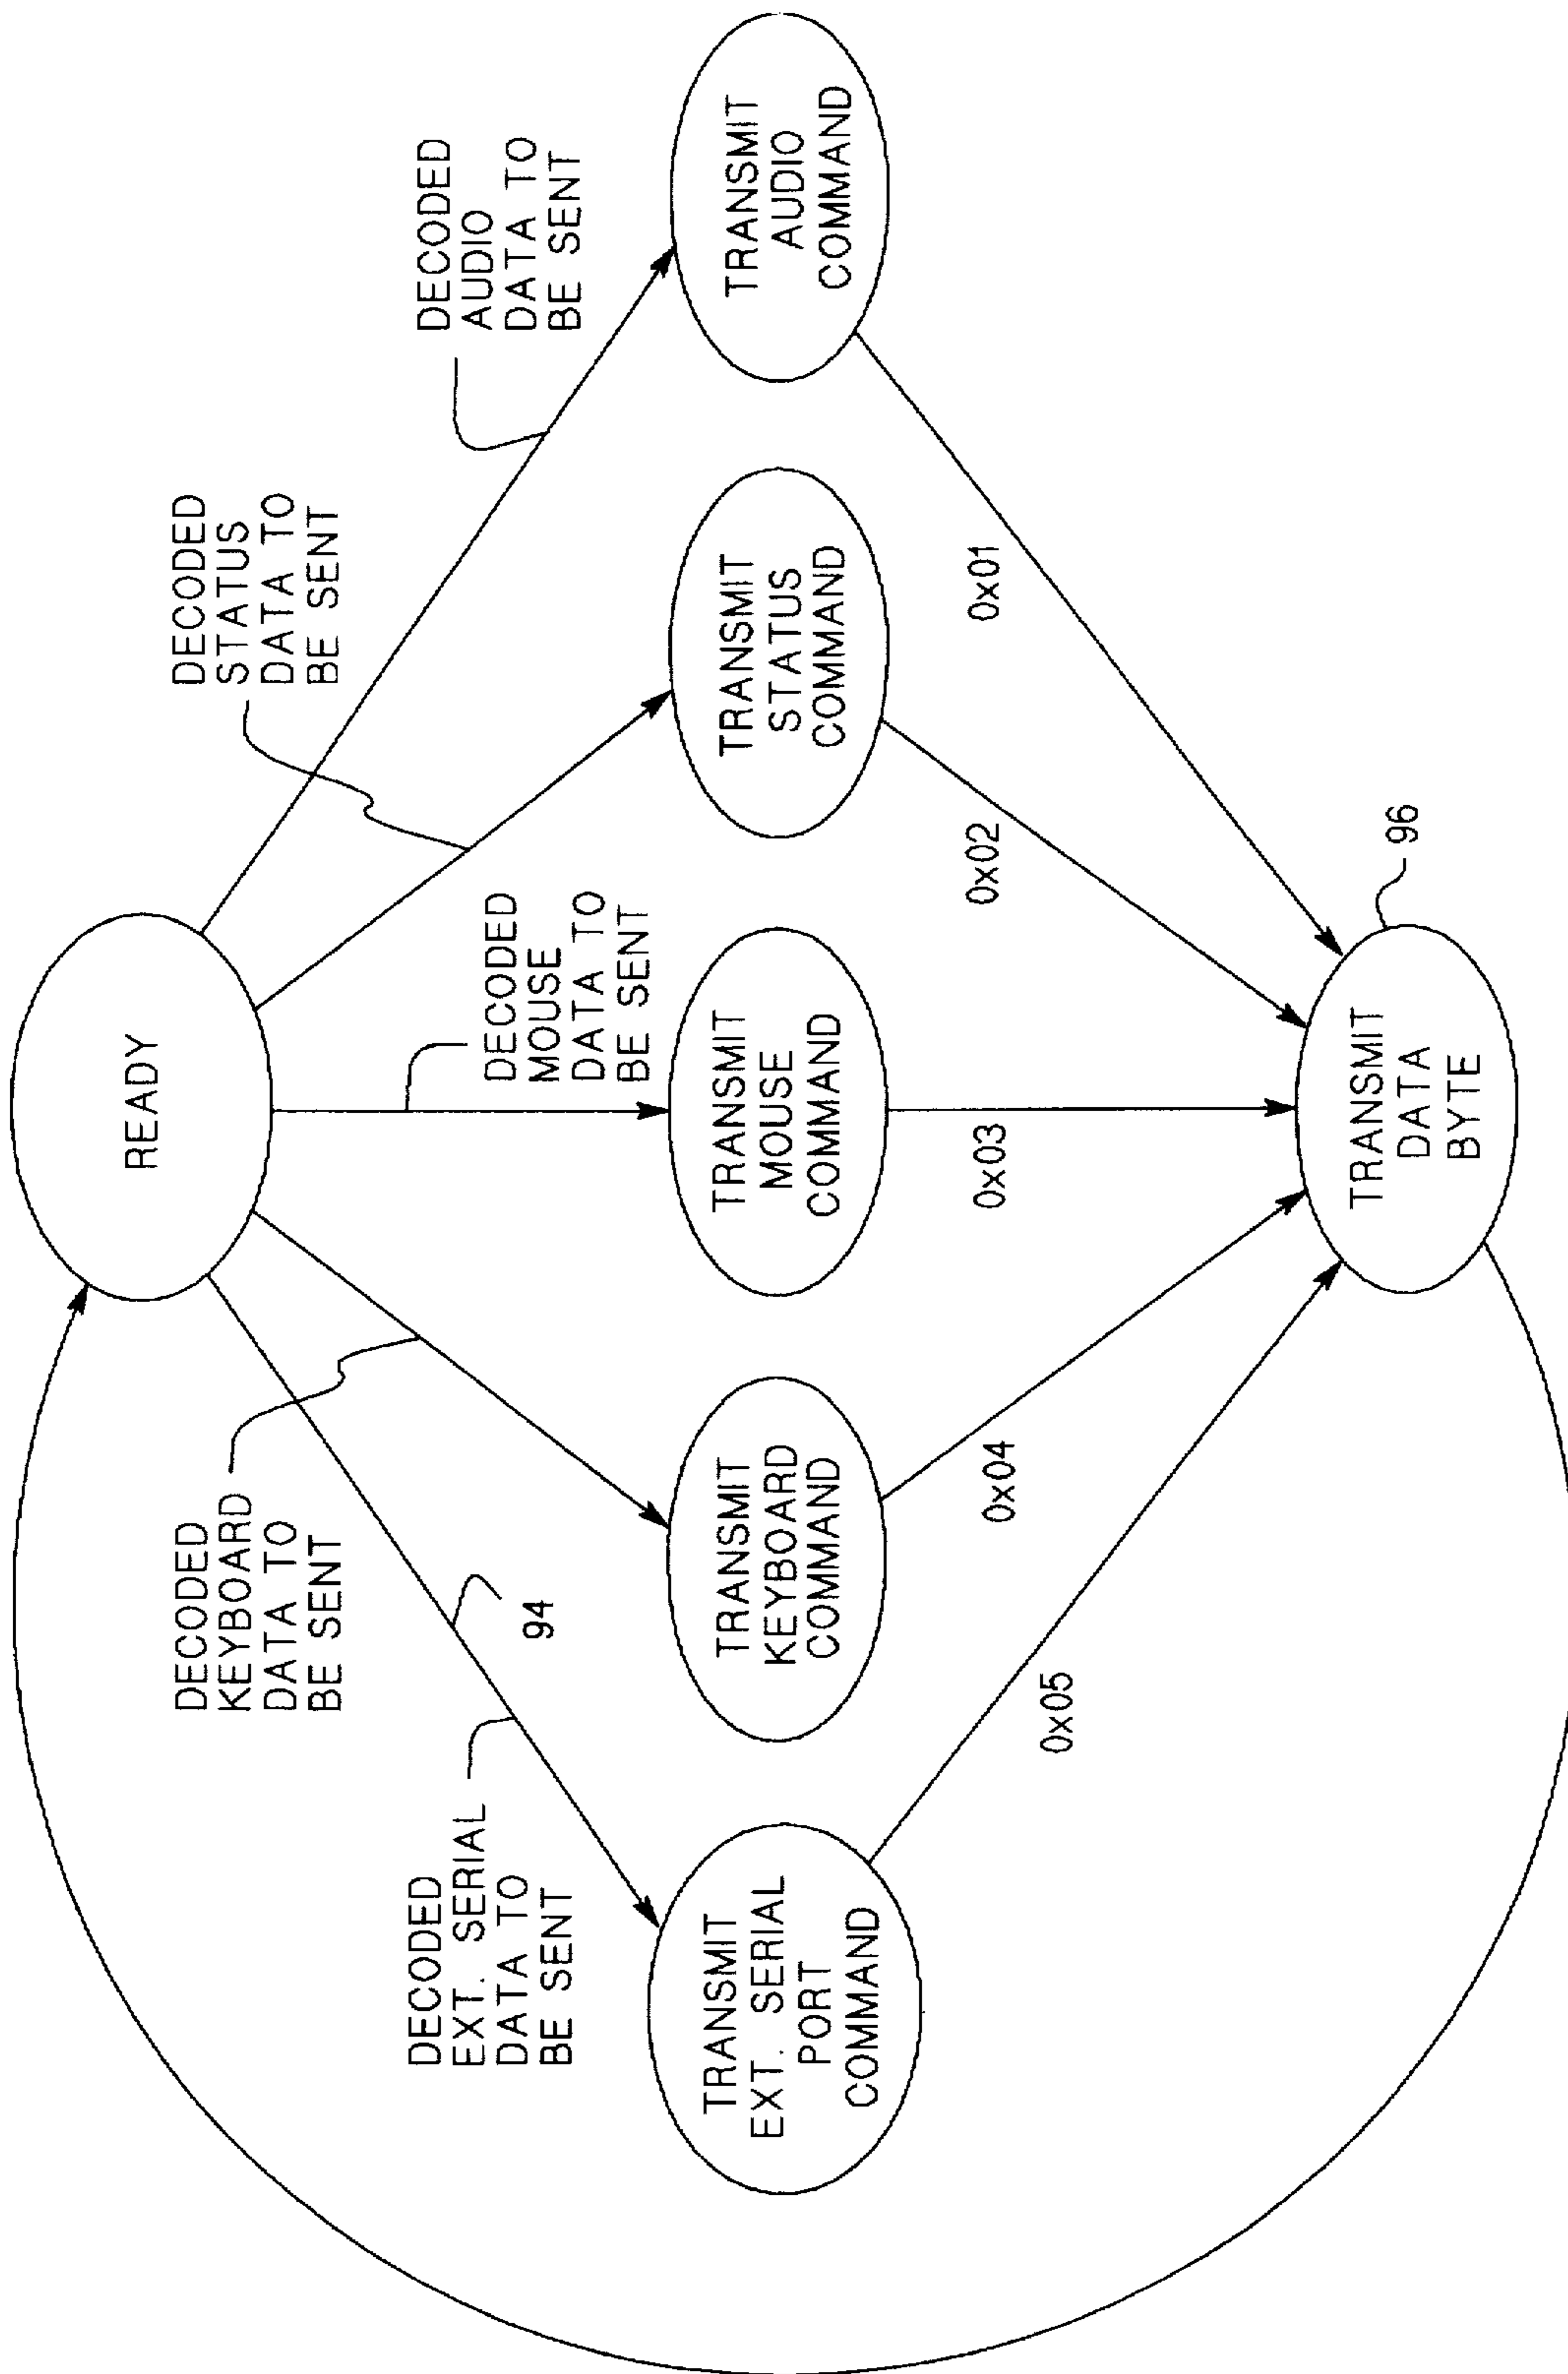 READY
DECODED
EXT. SERIAL
DATA TO
BE SENT
DECODED
KEYBOARD
DATA TO
BE SENT
DECODED
MOUSE
DATA TO
BE SENT
DECODED
STATUS
DATA TO
BE SENT
DECODED
AUDIO
DATA TO
BE SENT
94
TRANSMIT
EXT. SERIAL
PORT
COMMAND
TRANSMIT
KEYBOARD
COMMAND
TRANSMIT
MOUSE
COMMAND
TRANSMIT
STATUS
COMMAND
TRANSMIT
AUDIO
COMMAND
0x05
0x04
0x03
0x02
0x01
TRANSMIT
DATA
BYTE
96